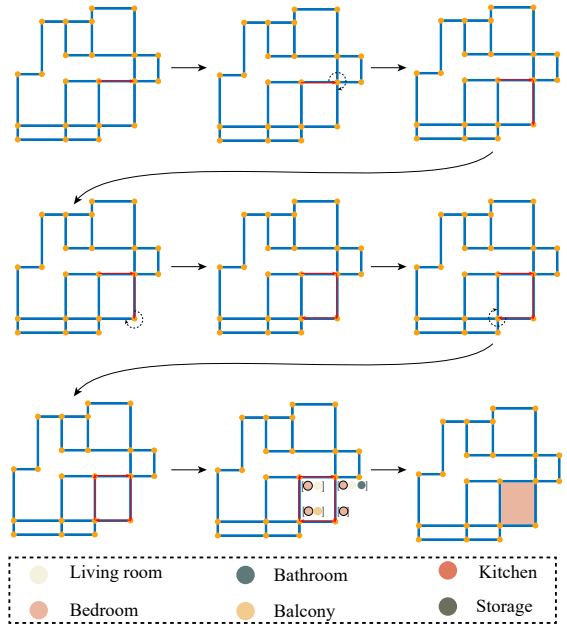 Living room
Bathroom
Kitchen
Bedroom
Balcony
Storage